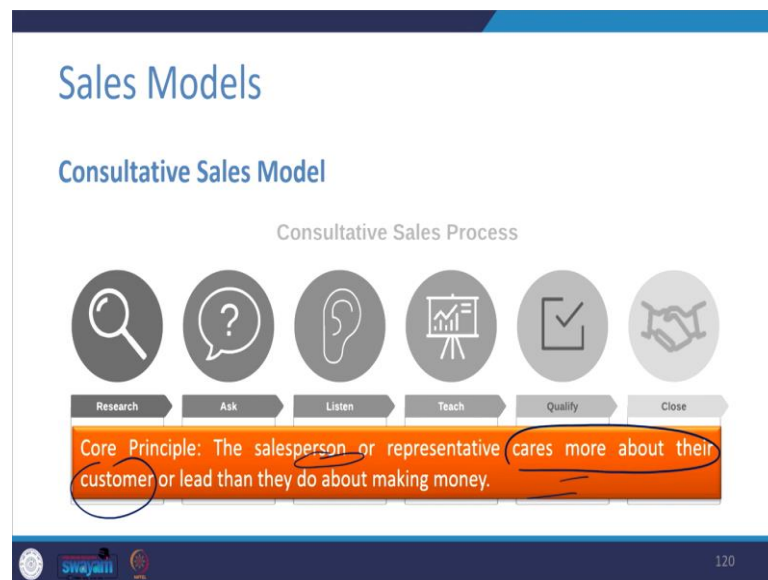 Sales Models
Consultative Sales Model
Consultative Sales Process
?
Research Ask Listen Teach Qualify Close
Core Principle: The salesperson or representative cares more about their
customer or lead than they do about making money.
swayam
120